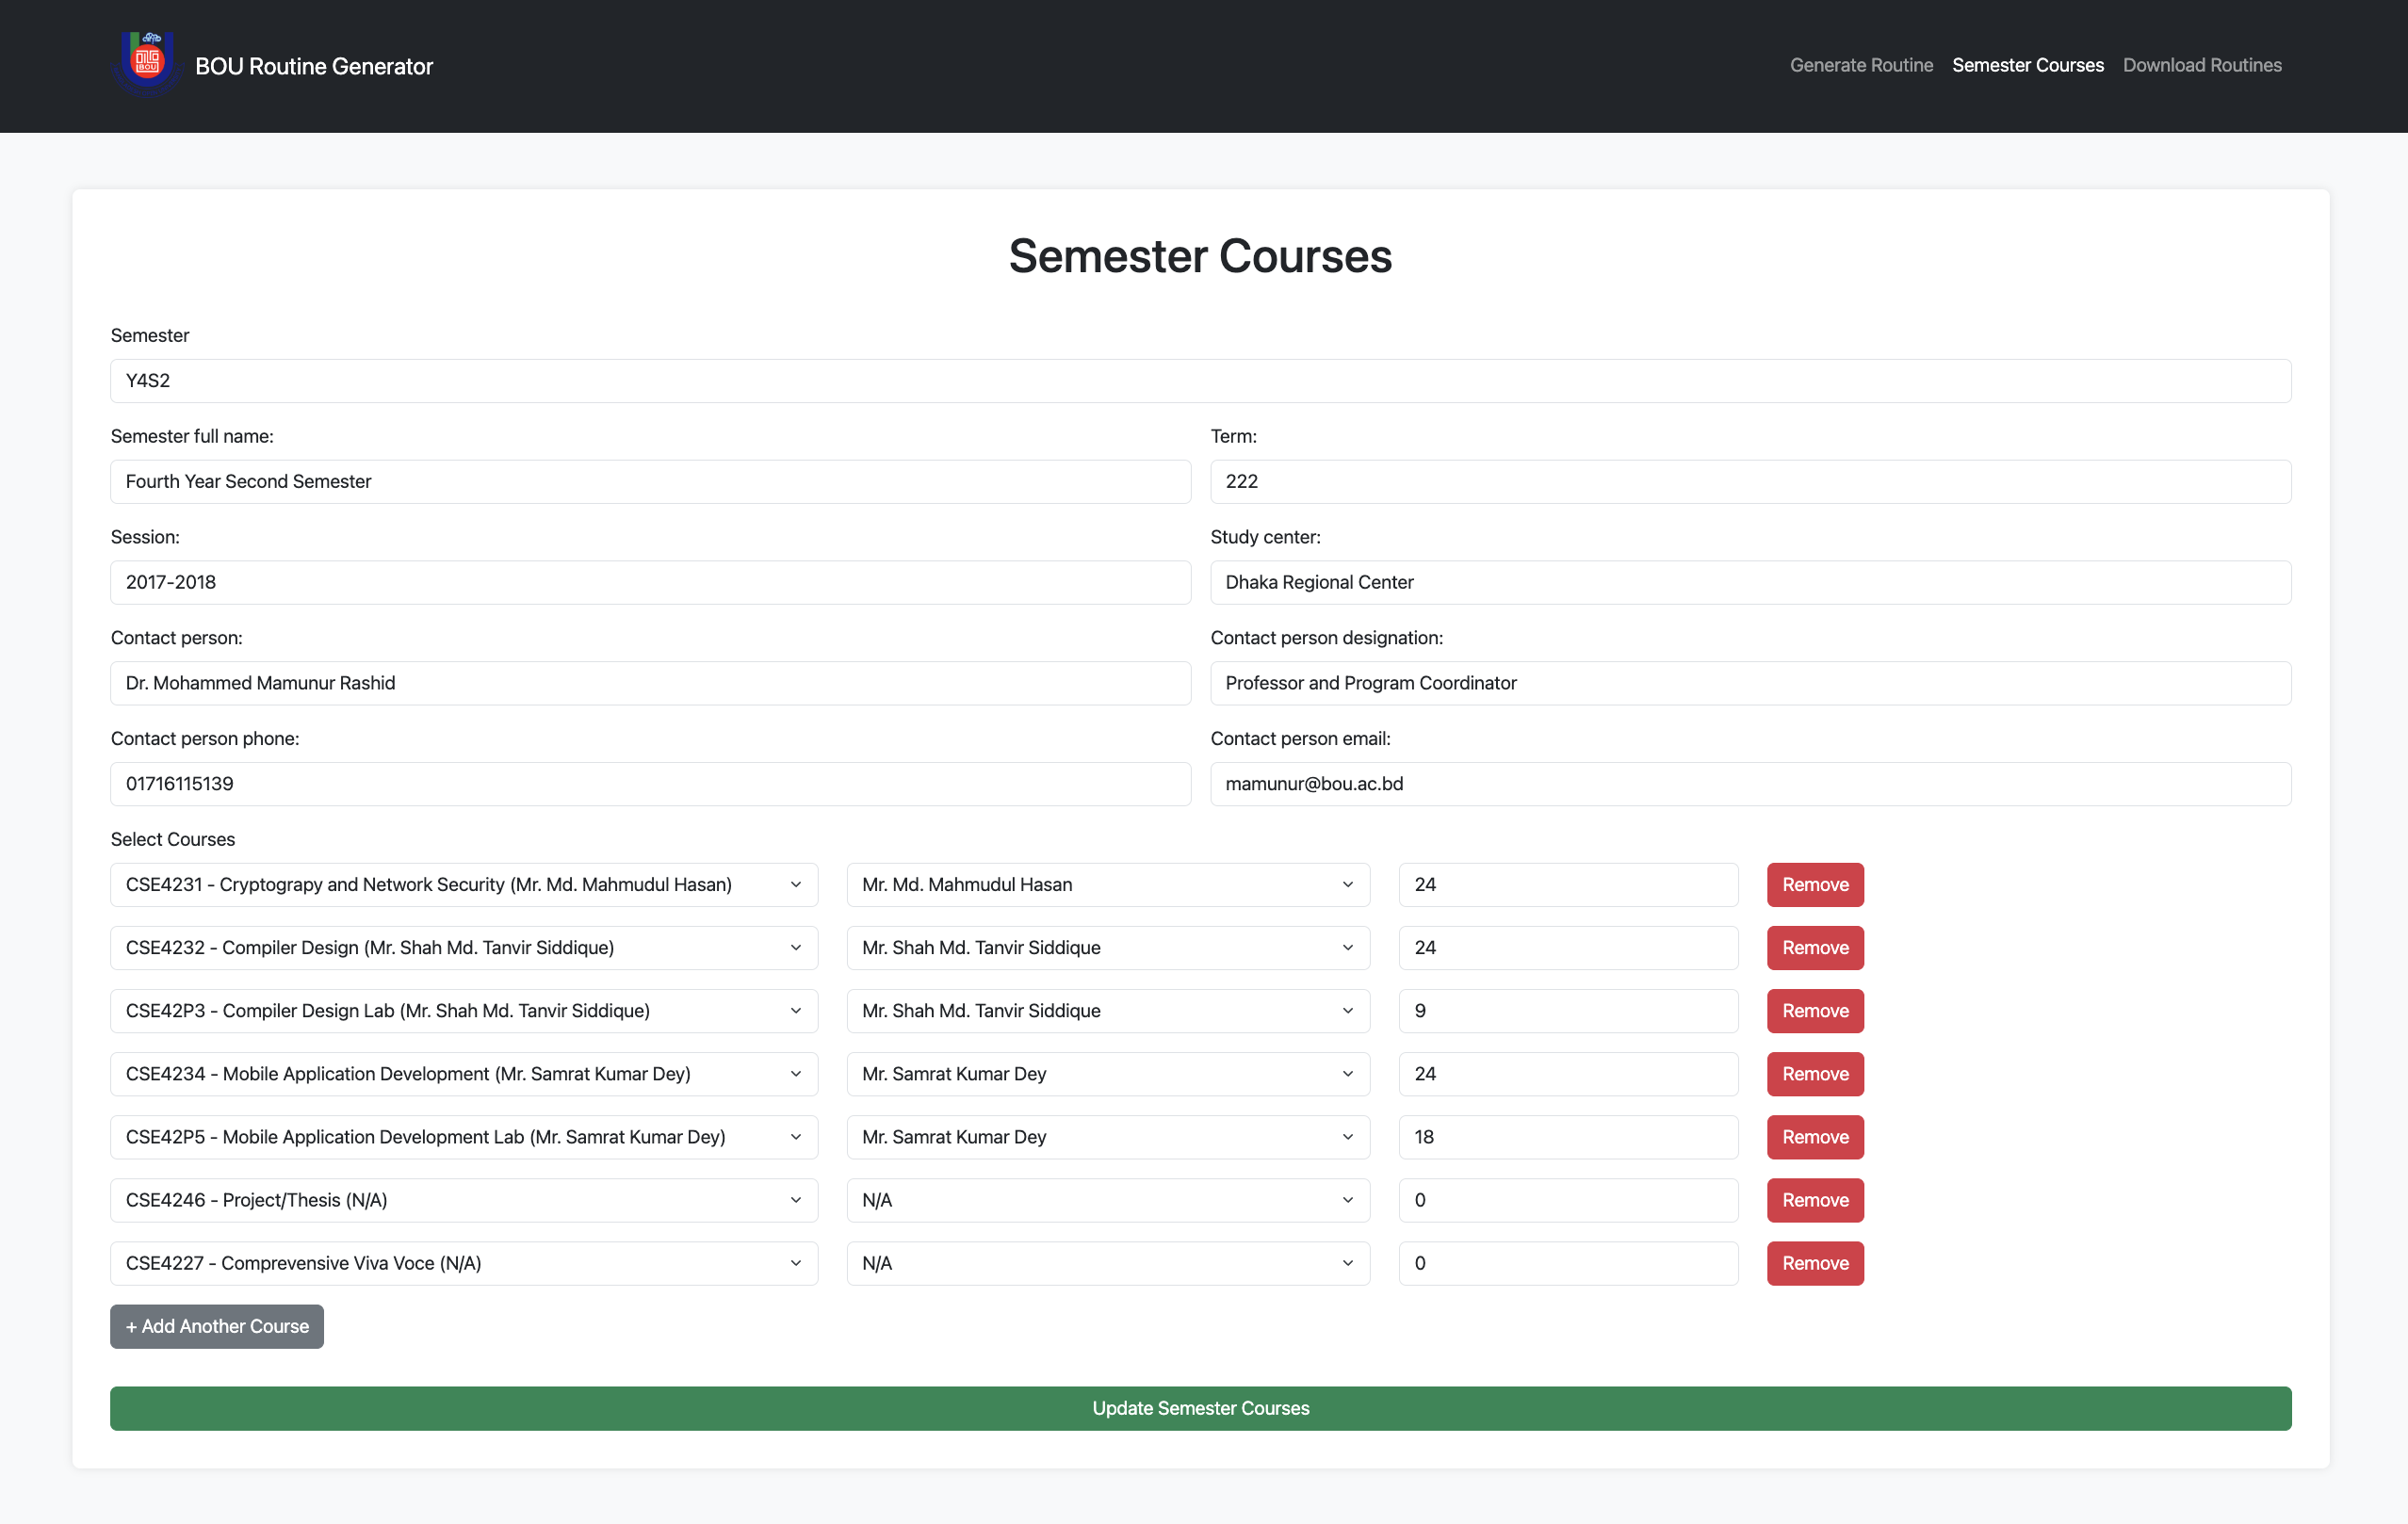 BOU
BOU Routine Generator
Generate Routine Semester Courses Download Routines
Semester Courses
Semester
Y4S2
Semester full name: Term:
Fourth Year Second Semester 222
Session: Study center:
2017-2018 Dhaka Regional Center
Contact person: Contact person designation:
Dr. Mohammed Mamunur Rashid Professor and Program Coordinator
Contact person phone: Contact person email:
01716115139 mamunur@bou.ac.bd
Select Courses
CSE4231 - Cryptograpy and Network Security (Mr. Md. Mahmudul Hasan) Mr. Md. Mahmudul Hasan 24 Remove
CSE4232 - Compiler Design (Mr. Shah Md. Tanvir Siddique) Mr. Shah Md. Tanvir Siddique 24 Remove
CSE42P3 - Compiler Design Lab (Mr. Shah Md. Tanvir Siddique) Mr. Shah Md. Tanvir Siddique 9 Remove
CSE4234 - Mobile Application Development (Mr. Samrat Kumar Dey) Mr. Samrat Kumar Dey 24 Remove
CSE42P5 - Mobile Application Development Lab (Mr. Samrat Kumar Dey) Mr. Samrat Kumar Dey 18 Remove
CSE4246 - Project/Thesis (N/A) N/A 0 Remove
CSE4227 - Comprevensive Viva Voce (N/A) N/A 0 Remove
+ Add Another Course
Update Semester Courses